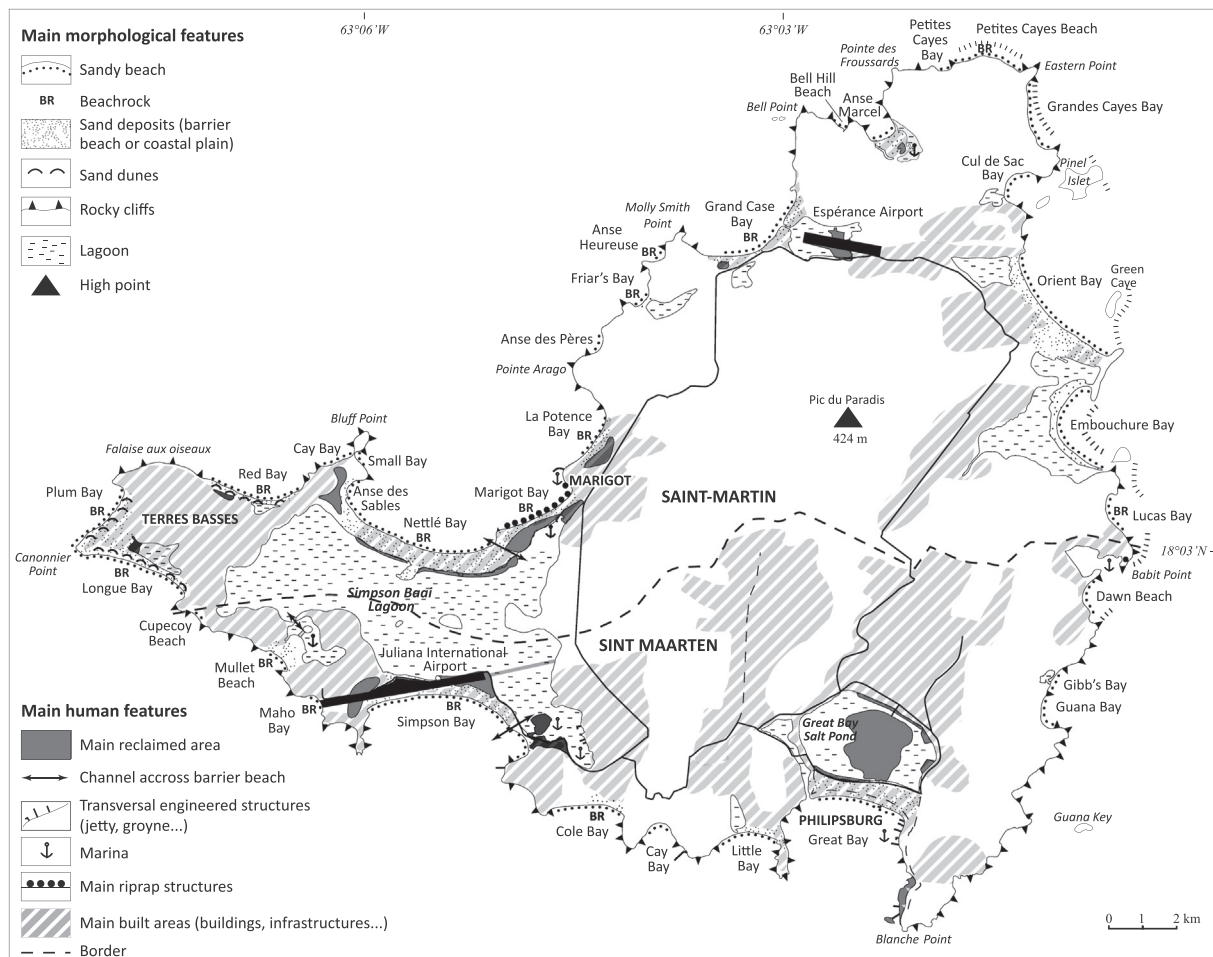 63°06'W
63°03'W
Main morphological features
Sandy beach
BR
Beachrock
Sand deposits (barrier
beach or coastal plain)
Sand dunes
Rocky cliffs
Lagoon
High point
Petites
Cayes
Bay
Petites Cayes Beach
BR
Pointe des
Froussards
Eastern Point
Bell Hill
Beach
Anse
Marcel
Bell Point
Grandes Cayes Bay
Cul de Sac
Bay
Pinel
Islet
Molly Smith
Point
Grand Case
Bay
BR
Espérance Airport
Anse
Heureuse
BR
Friar's Bay
BR
Orient Bay
Green
Caye
Anse des Pères
Pointe Arago
Pic du Paradis
424 m
La Potence
Bay
BR
Embouchure Bay
Bluff Point
Falaise aux oiseaux
Cay Bay
Small Bay
Red Bay
BR
MARIGOT
Plum Bay
BR
Anse des
Sables
Marigot Bay
BR
SAINT-MARTIN
TERRES BASSES
Nettlé Bay
BR
BR
Lucas Bay
Canonnier
Point
BR
Longue Bay
18°03'N
Babit Point
Simpson Baai
Lagoon
Dawn Beach
Cupecoy
Beach
SINT MAARTEN
Juliana International
Airport
Mullet
Beach
BR
Gibb's Bay
Guana Bay
Maho
Bay
BR
BR
Simpson Bay
Great Bay
Salt Pond
Main human features
Main reclaimed area
Channel accross barrier beach
Transversal engineered structures
(jetty, groyne...)
Marina
Main riprap structures
Main built areas (buildings, infrastructures...)
Border
BR
Cole Bay
Cay
Bay
Little
Bay
PHILIPSBURG
Great Bay
Guana Key
Blanche Point
0 1 2 km